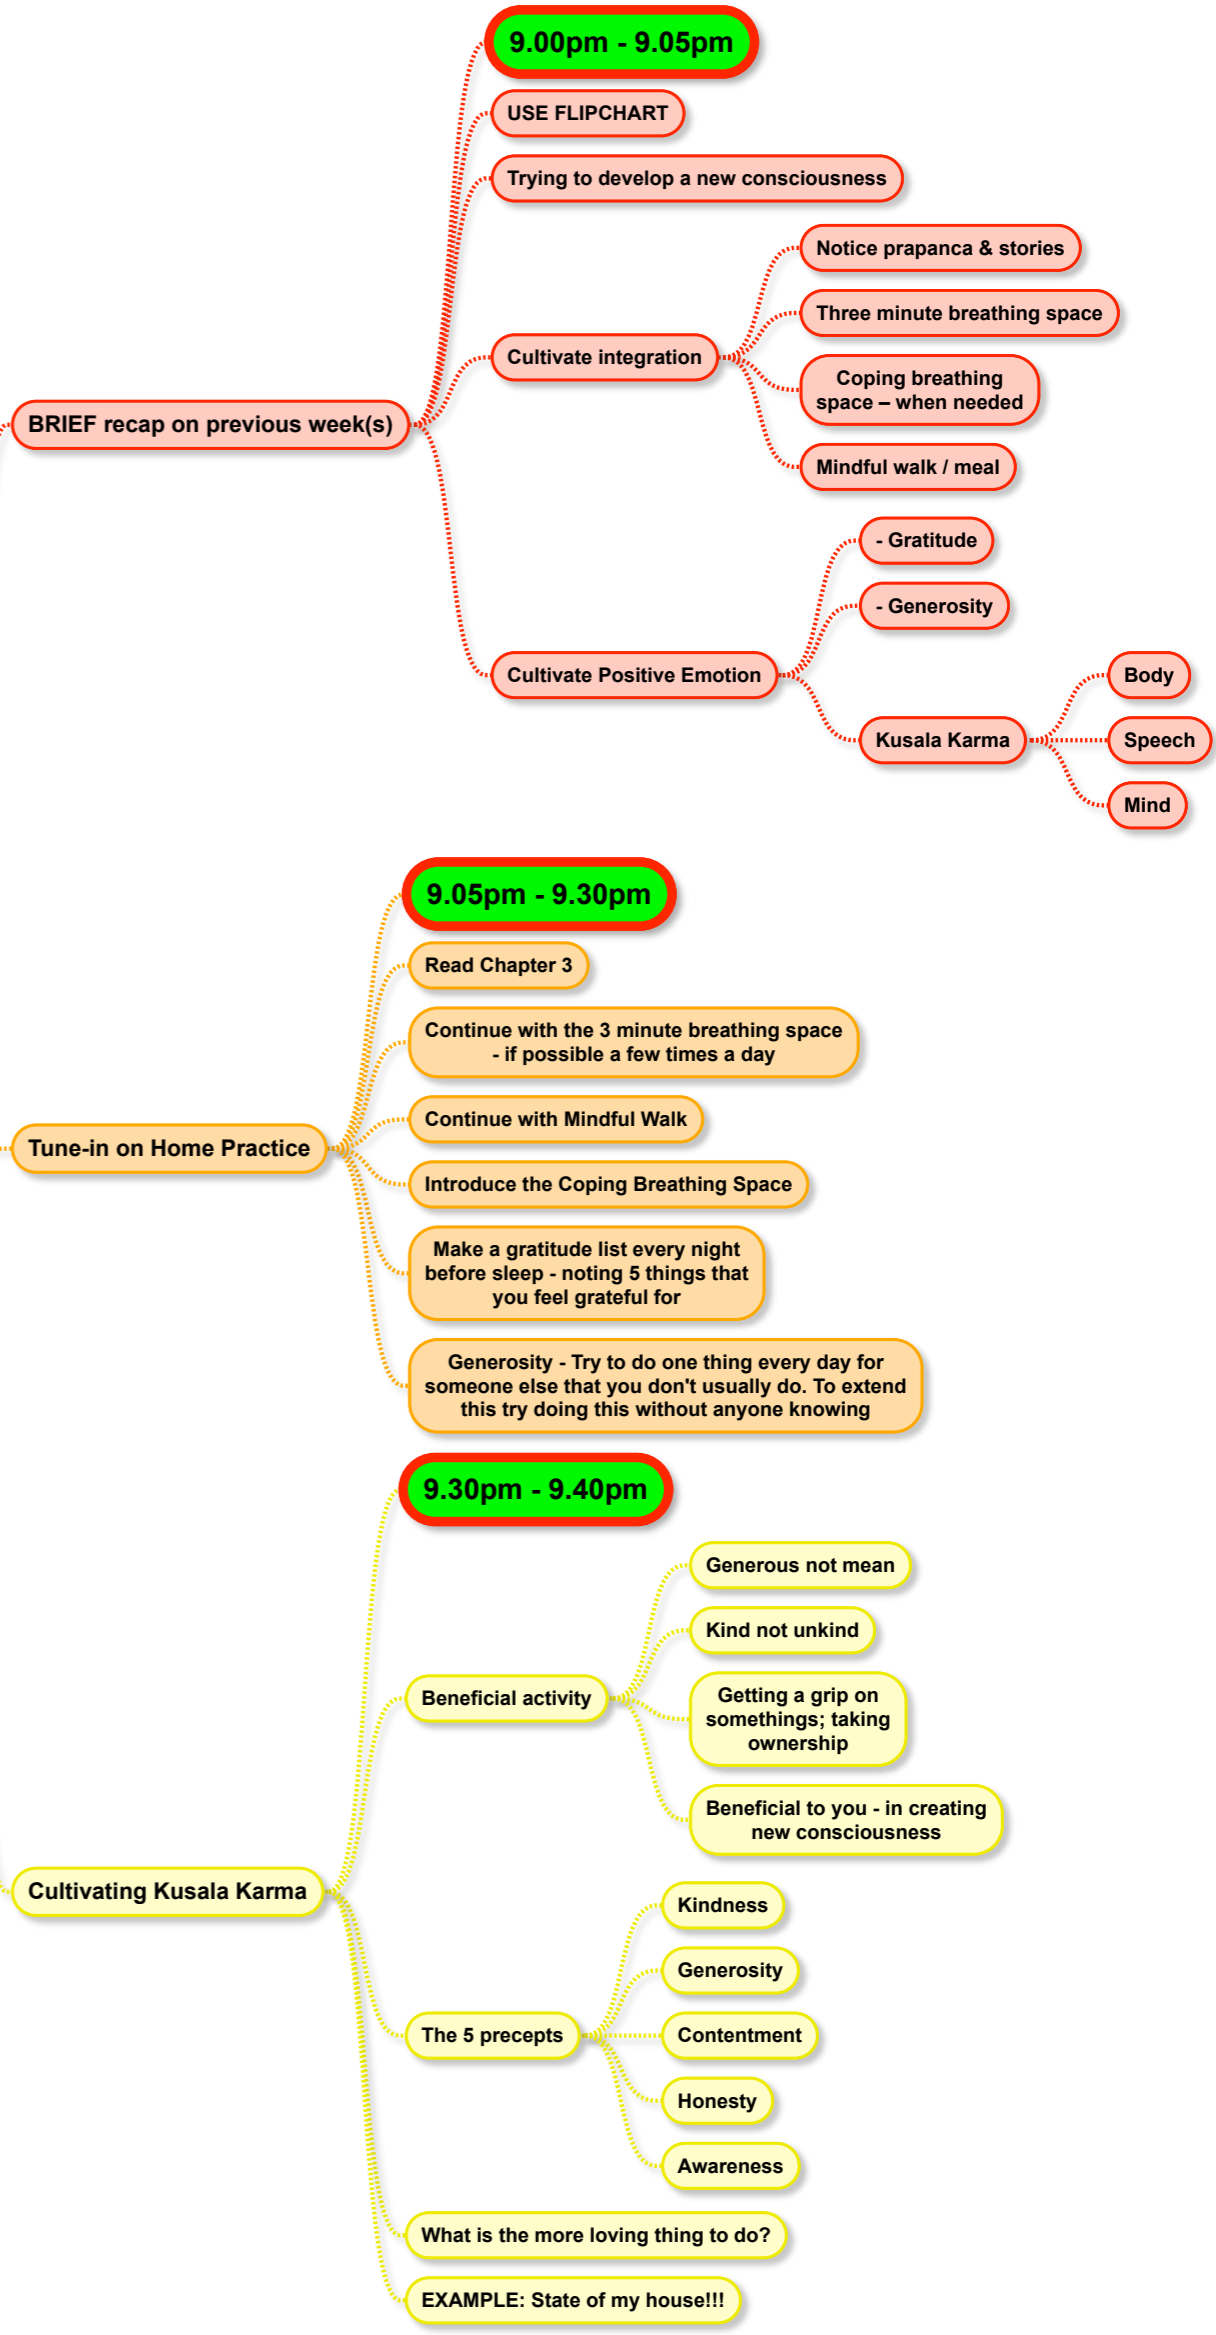 BRIEF recap on previous week(s)
9.00pm - 9.05pm
USE FLIPCHART
Trying to develop a new consciousness
Cultivate integration
Notice prapanca & stories
Three minute breathing space
Coping breathing
space – when needed
Mindful walk / meal
Cultivate Positive Emotion
- Gratitude
- Generosity
Kusala Karma
Body
Speech
Mind
Tune-in on Home Practice
9.05pm - 9.30pm
Read Chapter 3
Continue with the 3 minute breathing space
- if possible a few times a day
Continue with Mindful Walk
Introduce the Coping Breathing Space
Make a gratitude list every night
before sleep - noting 5 things that
you feel grateful for
Generosity - Try to do one thing every day for
someone else that you don't usually do. To extend
this try doing this without anyone knowing
Cultivating Kusala Karma
9.30pm - 9.40pm
Beneficial activity
Generous not mean
Kind not unkind
Getting a grip on
somethings; taking
ownership
Beneficial to you - in creating
new consciousness
The 5 precepts
Kindness
Generosity
Contentment
Honesty
Awareness
What is the more loving thing to do?
EXAMPLE: State of my house!!!